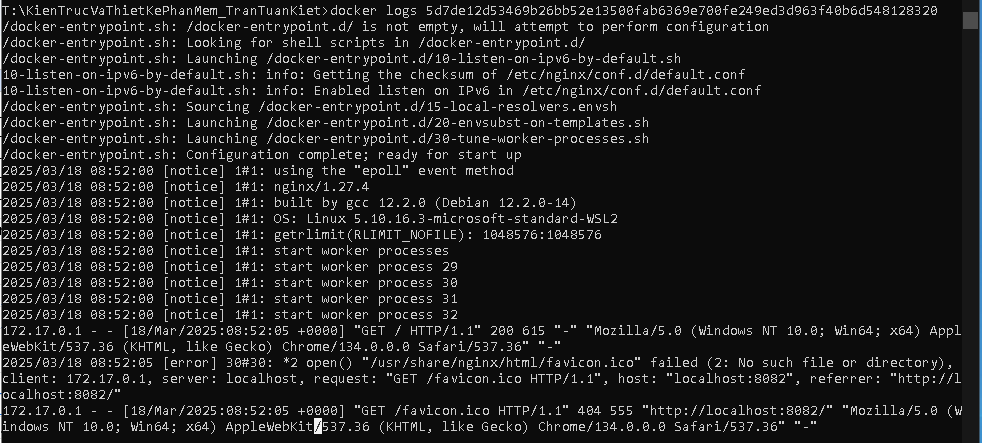 T:\KienTrucVaThietKePhanMem_TranTuanKiet>docker logs 5d7de12d53469b26bb52e13500fab6369e700fe249ed3d963f40b6d548128320
/docker-entrypoint.sh: /docker-entrypoint.d/ is not empty, will attempt to perform configuration
/docker-entrypoint.sh: Looking for shell scripts in /docker-entrypoint.d/
/docker-entrypoint.sh: Launching /docker-entrypoint.d/10-listen-on-ipv6-by-default.sh
10-listen-on-ipv6-by-default.sh: info: Getting the checksum of /etc/nginx/conf.d/default.conf
10-listen-on-ipv6-by-default.sh: info: Enabled listen on IPv6 in /etc/nginx/conf.d/default.conf
/docker-entrypoint.sh: Sourcing /docker-entrypoint.d/15-local-resolvers.envsh
/docker-entrypoint.sh: Launching /docker-entrypoint.d/20-envsubst-on-templates.sh
/docker-entrypoint.sh: Launching /docker-entrypoint.d/30-tune-worker-processes.sh
/docker-entrypoint.sh: Configuration complete; ready for start up
2025/03/18 08:52:00 [notice] 1#1: using the "epoll" event method
2025/03/18 08:52:00 [notice] 1#1: nginx/1.27.4
2025/03/18 08:52:00 [notice] 1#1: built by gcc 12.2.0 (Debian 12.2.0-14)
2025/03/18 08:52:00 [notice] 1#1: OS: Linux 5.10.16.3-microsoft-standard-WSL2
2025/03/18 08:52:00 [notice] 1#1: getrlimit(RLIMIT_NOFILE): 1048576:1048576
2025/03/18 08:52:00 [notice] 1#1: start worker processes
2025/03/18 08:52:00 [notice] 1#1: start worker process 29
2025/03/18 08:52:00 [notice] 1#1: start worker process 30
2025/03/18 08:52:00 [notice] 1#1: start worker process 31
2025/03/18 08:52:00 [notice] 1#1: start worker process 32
172.17.0.1 - - [18/Mar/2025:08:52:05 +0000] "GET / HTTP/1.1" 200 615 "-" "Mozilla/5.0 (Windows NT 10.0; Win64; x64) Appl
eWebKit/537.36 (KHTML, like Gecko) Chrome/134.0.0.0 Safari/537.36" "-"
2025/03/18 08:52:05 [error] 30#30: *2 open() "/usr/share/nginx/html/favicon.ico" failed (2: No such file or directory),
client: 172.17.0.1, server: localhost, request: "GET /favicon.ico HTTP/1.1", host: "localhost:8082", referrer: "http://l
ocalhost:8082/"
172.17.0.1 - - [18/Mar/2025:08:52:05 +0000] "GET /favicon.ico HTTP/1.1" 404 555 "http://localhost:8082/" "Mozilla/5.0 (W
indows NT 10.0; Win64; x64) AppleWebKit/537.36 (KHTML, like Gecko) Chrome/134.0.0.0 Safari/537.36" "-"